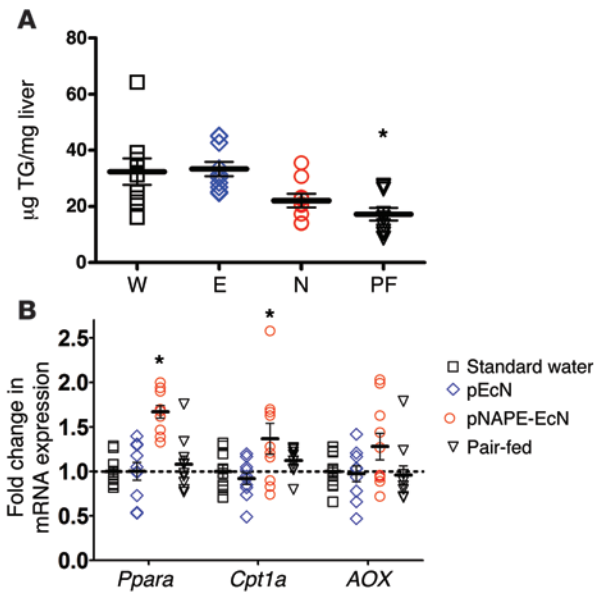 A
µg TG/mg liver
80
60
40
20
0
*
W E N PF
B
Fold change in
mRNA expression
2.5
2.0
1.5
1.0
0.5
0.0
* *
Ppara Cpt1a AOX
Standard water
pEcN
pNAPE-EcN
Pair-fed